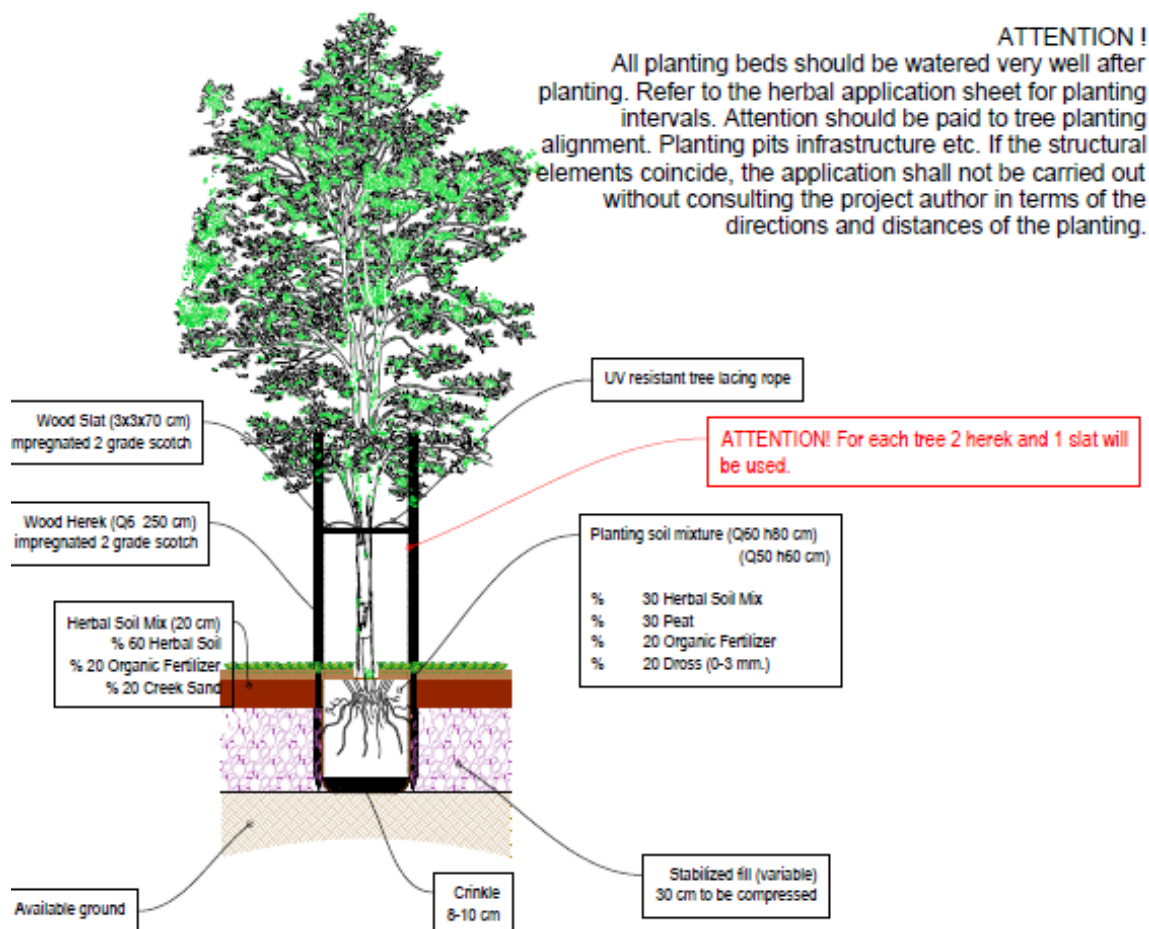 ATTENTION !
All planting beds should be watered very well after
planting. Refer to the herbal application sheet for planting
intervals. Attention should be paid to tree planting
alignment. Planting pits infrastructure etc. If the structural
elements coincide, the application shall not be carried out
without consulting the project author in terms of the
directions and distances of the planting.
UV resistant tree lacing rope
Wood Slat (3x3x70 cm)
impregnated 2 grade scotch
ATTENTION! For each tree 2 herek and 1 slat will
be used.
Wood Herek (Q6 250 cm)
impregnated 2 grade scotch
Planting soil mixture (Q60 h80 cm)
(Q50 h60 cm)
% 30 Herbal Soil Mix
% 30 Peat
% 20 Organic Fertilizer
% 20 Dross (0-3 mm.)
Herbal Soil Mix (20 cm)
% 60 Herbal Soil
% 20 Organic Fertilizer
% 20 Creek Sand
Stabilized fill (variable)
30 cm to be compressed
Crinkle
8-10 cm
Available ground